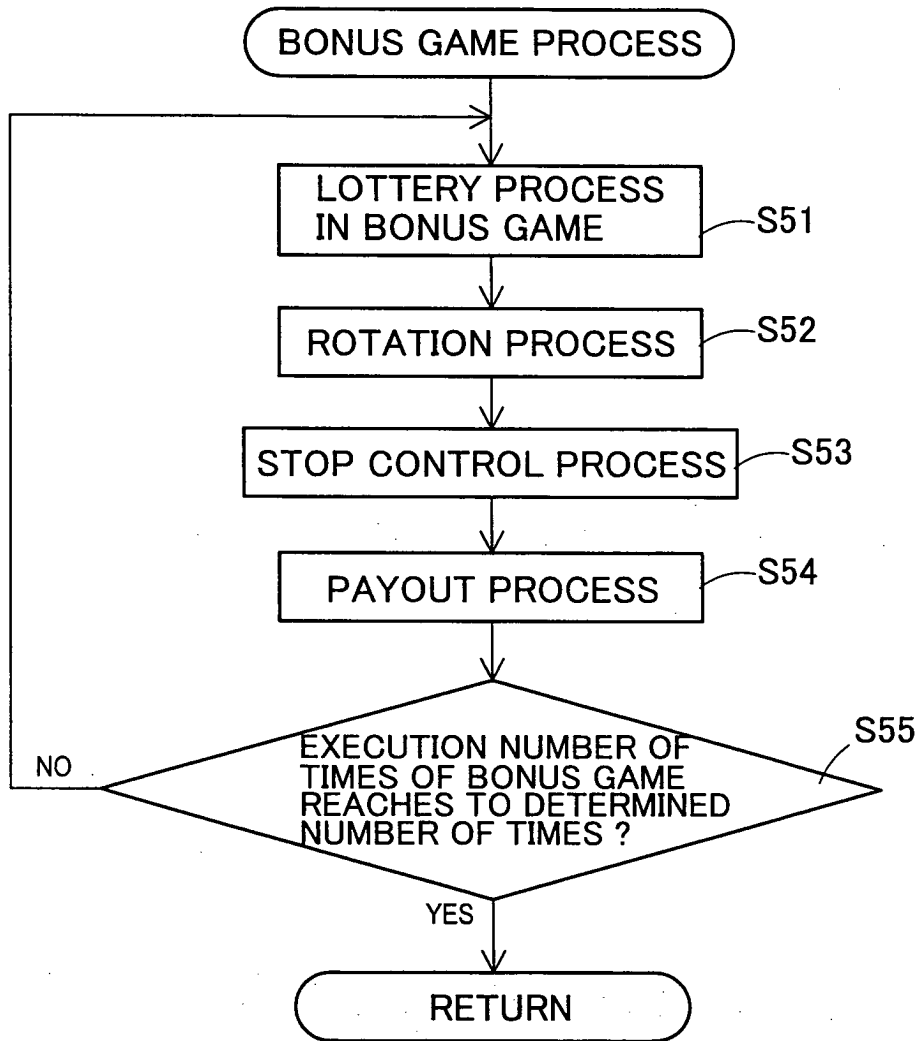 BONUS GAME PROCESS
LOTTERY PROCESS
IN BONUS GAME
S51
ROTATION PROCESS
S52
STOP CONTROL PROCESS
S53
PAYOUT PROCESS
S54
EXECUTION NUMBER OF
TIMES OF BONUS GAME
REACHES TO DETERMINED
NUMBER OF TIMES ?
S55
NO
YES
RETURN